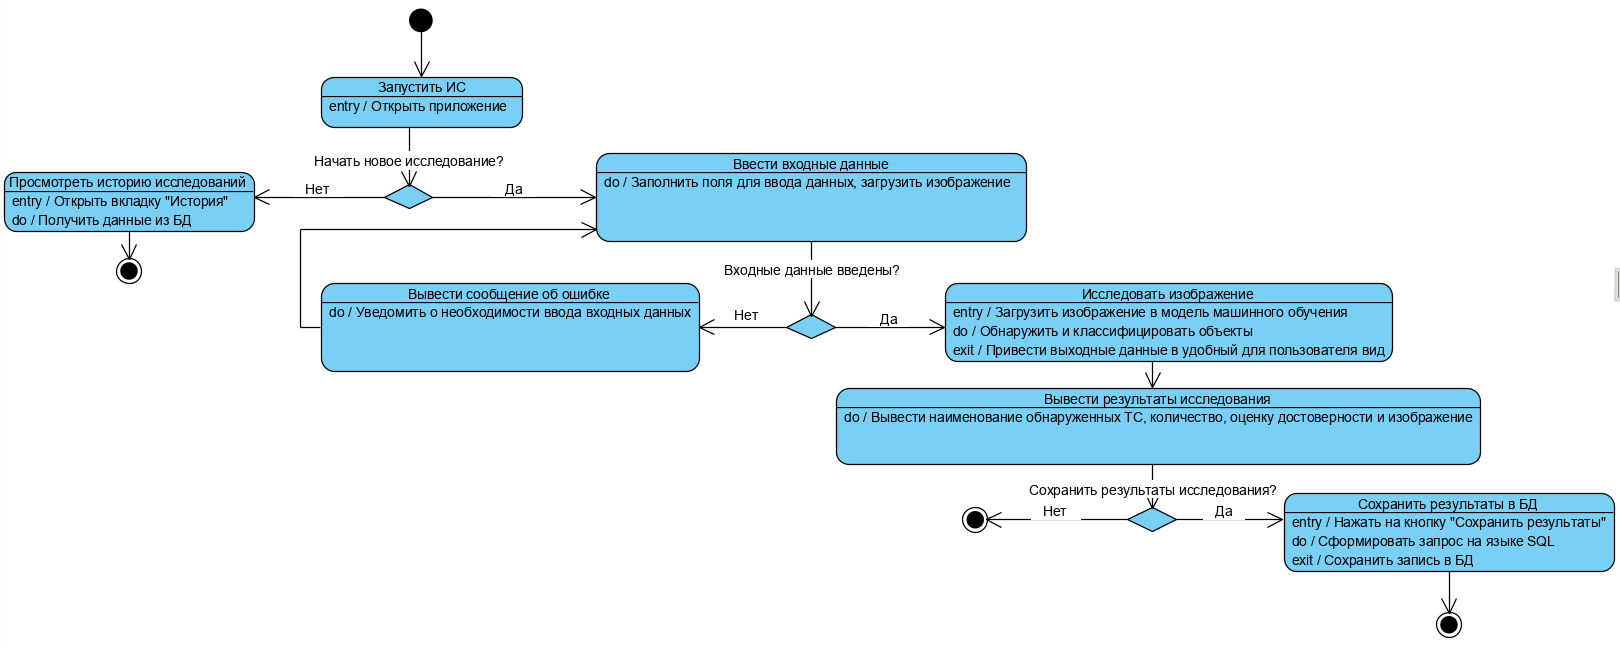 Запустить ИС
entry / Открыть приложение
Начать новое исследование?
Нет
Да
Просмотреть историю исследований
entry / Открыть вкладку "История"
do / Получить данные из БД
Ввести входные данные
do / Заполнить поля для ввода данных, загрузить изображение
Входные данные введены?
Нет
Да
Вывести сообщение об ошибке
do / Уведомить о необходимости ввода входных данных
Исследовать изображение
entry / Загрузить изображение в модель машинного обучения
do / Обнаружить и классифицировать объекты
exit / Привести выходные данные в удобный для пользователя вид
Вывести результаты исследования
do / Вывести наименование обнаруженных ТС, количество, оценку достоверности и изображение
Сохранить результаты исследования?
Нет
Да
Сохранить результаты в БД
entry / Нажать на кнопку "Сохранить результаты"
do / Сформировать запрос на языке SQL
exit / Сохранить запись в БД